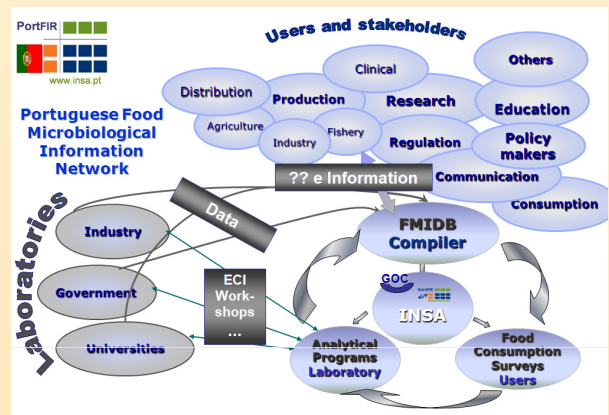 PortFIR
www.insa.pt
Portuguese Food
Microbiological
Information
Network
Users and stakeholders
Others
Clinical
Distribution
Production
Research
Education
Agriculture
Industry
Fishery
Regulation
Policy
makers
Communication
Consumption
?? e Information
Data
Laboratories
Industry
Government
Universities
ECI
Work-
shops
...
FMIDB
Compiler
GOC
PortFIR
INSA
Analytical
Programs
Laboratory
Food
Consumption
Surveys
Users